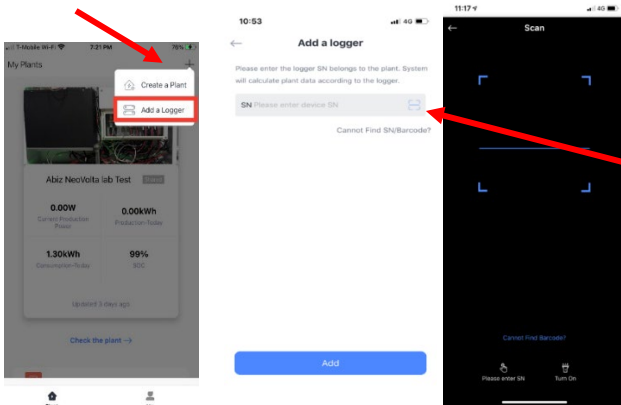 T-Mobile Wi-Fi
7:21 PM
76%
My Plants
+
Create a Plant
Add a Logger
Abiz NeoVolta lab Test
0.00W
Current Production Power
0.00kWh
Production-Today
1.30kWh
Consumption-Today
99%
SOC
Updated 3 days ago
Check the plant →
10:53
4G
Add a logger
Please enter the logger SN belongs to the plant. System
will calculate plant data according to the logger.
SN Please enter device SN
Cannot Find SN/Barcode?
Add
11:17
4G
Scan
Cannot Find Barcode?
Please enter SN
Turn On